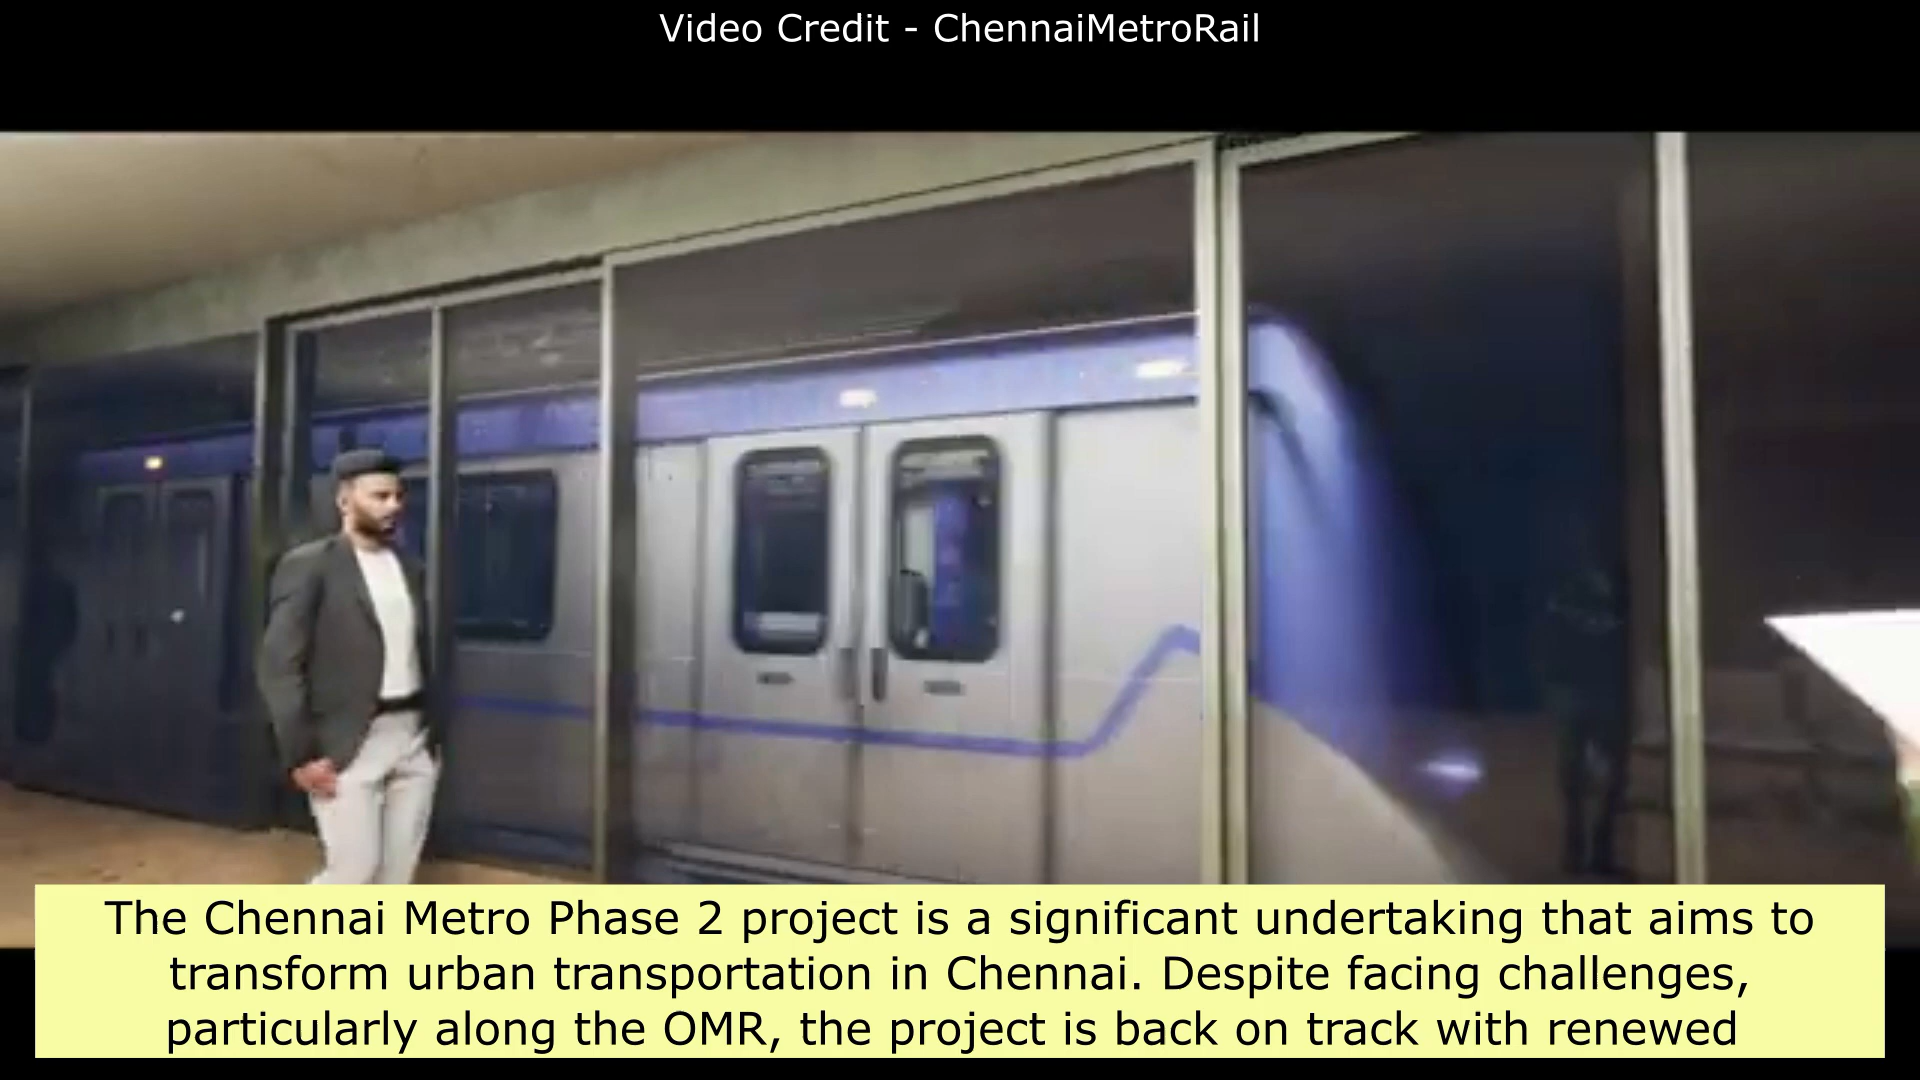 Video Credit - ChennaiMetroRail
The Chennai Metro Phase 2 project is a significant undertaking that aims to
transform urban transportation in Chennai. Despite facing challenges,
particularly along the OMR, the project is back on track with renewed